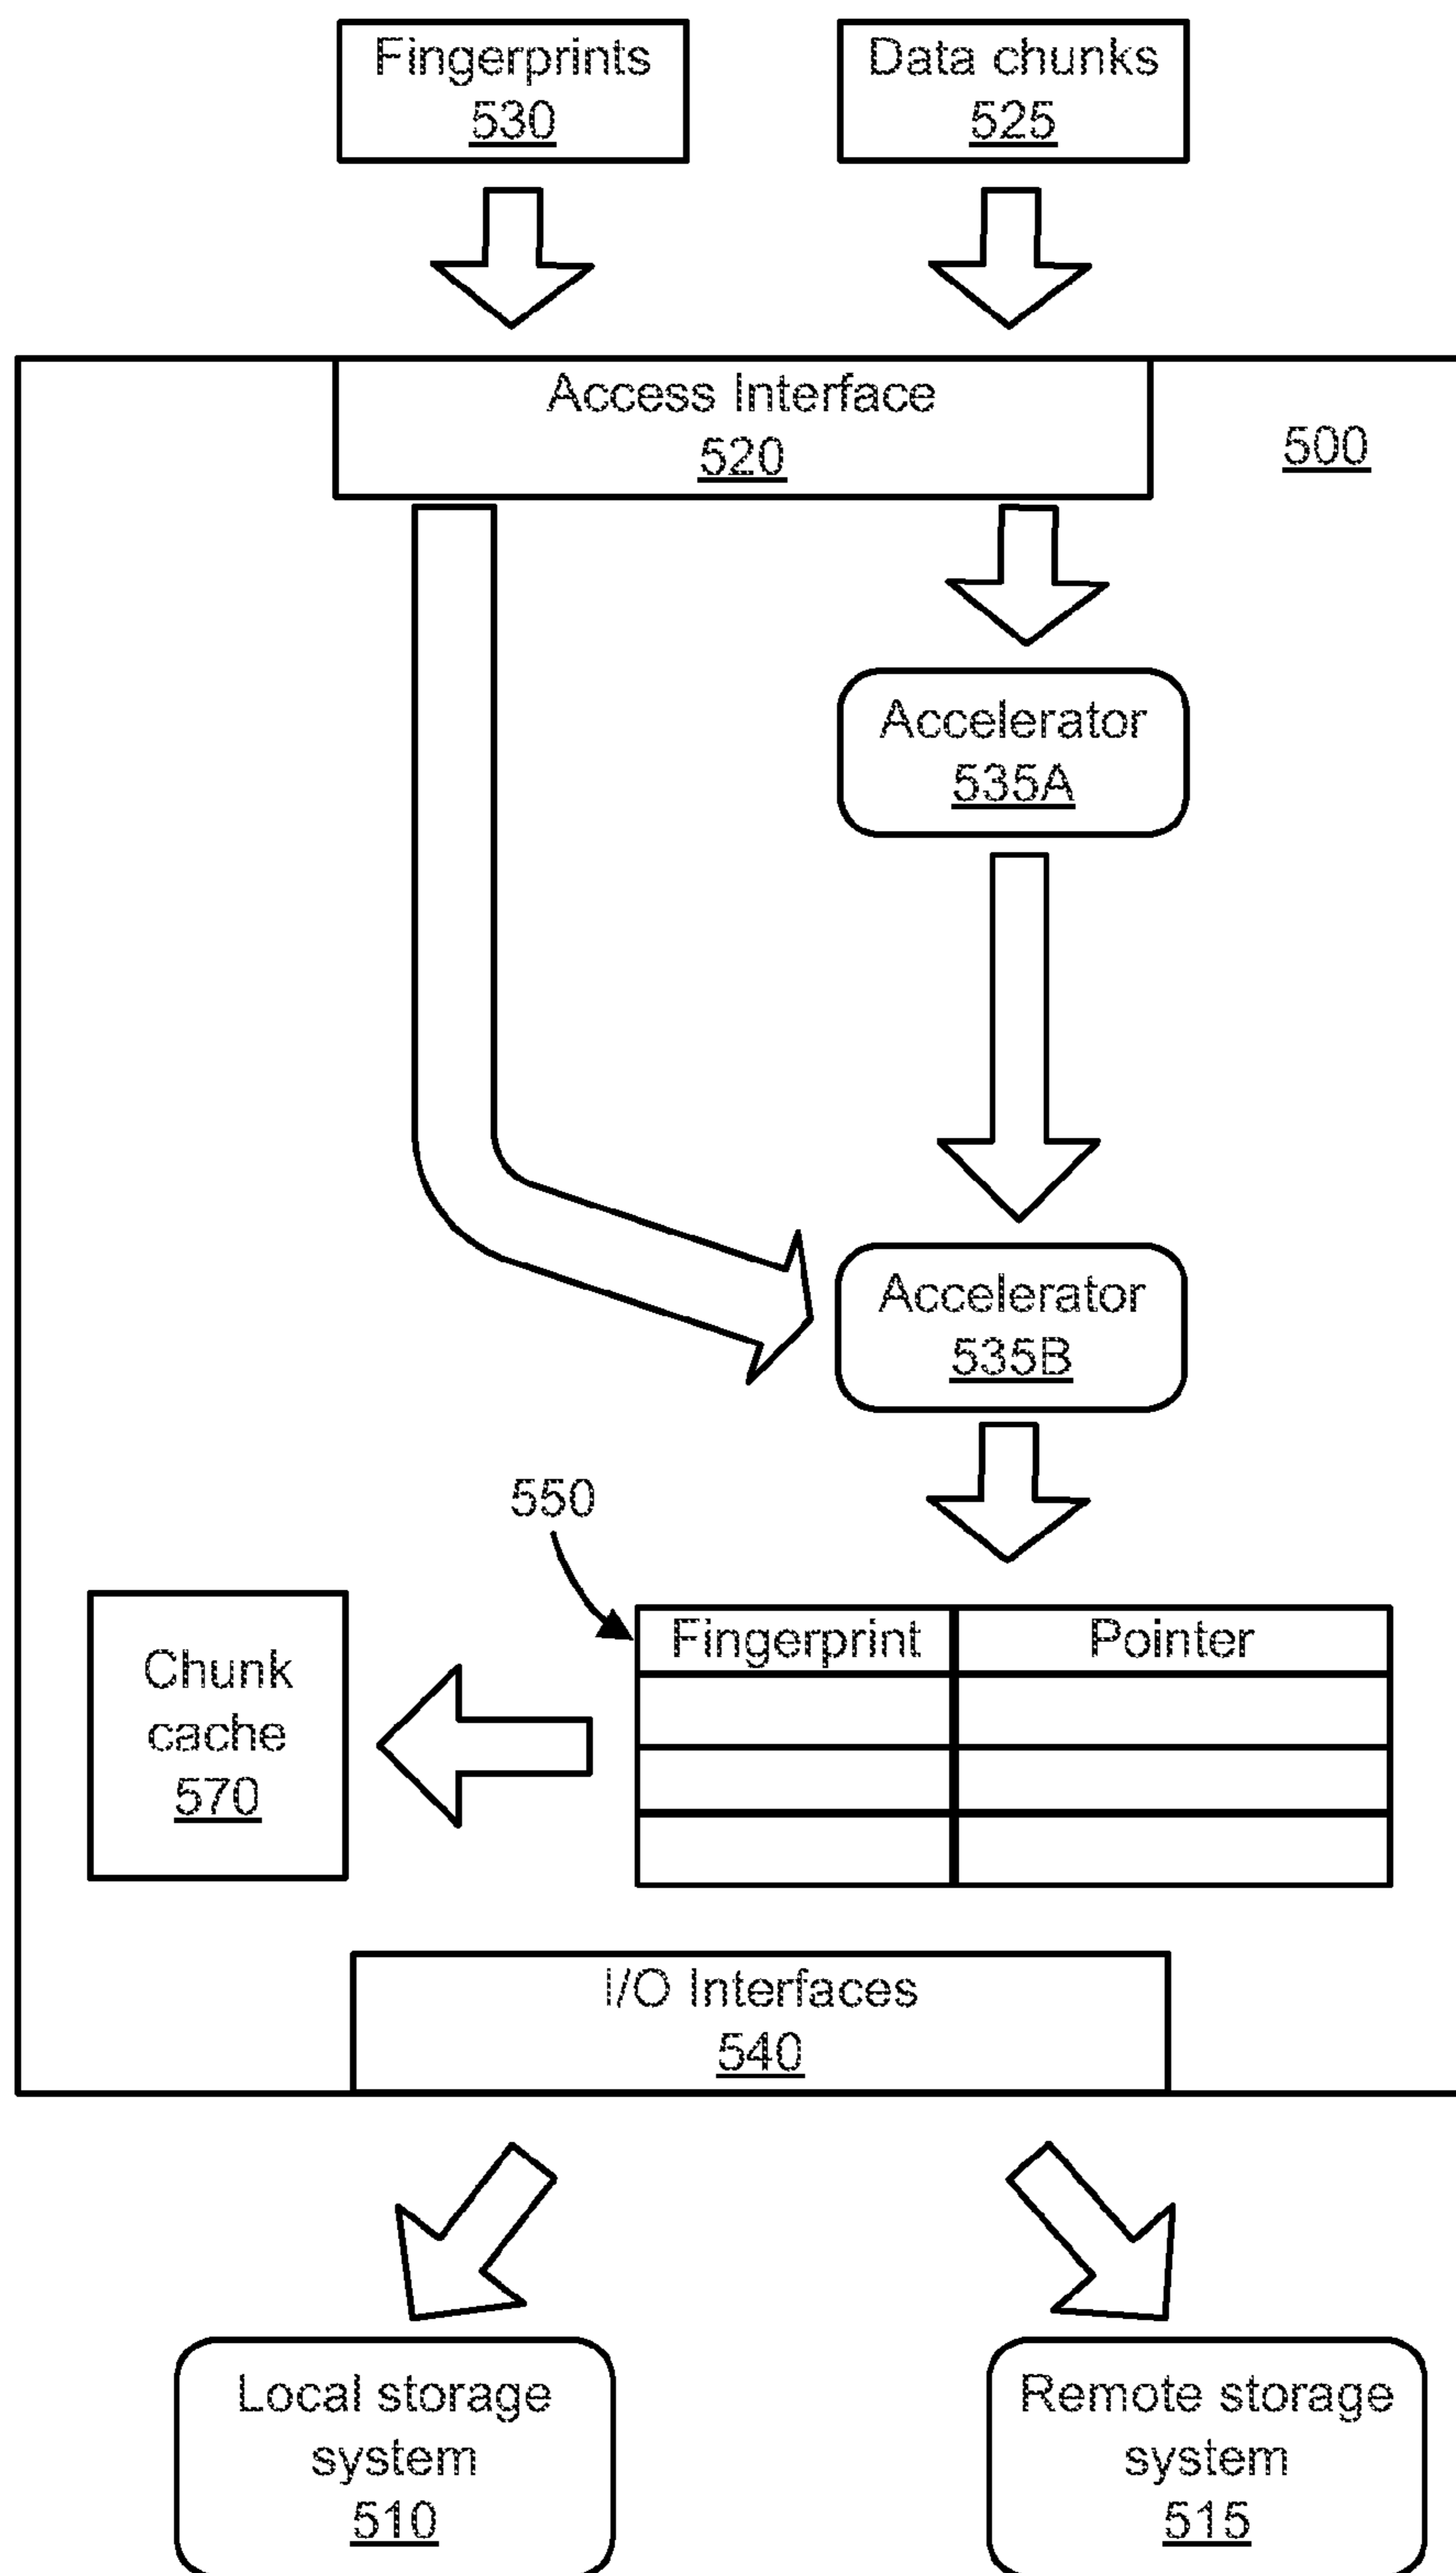 Fingerprints
530
Data chunks
525
Access Interface
520
500
Accelerator
535A
Accelerator
535B
550
Fingerprint
Pointer
Chunk
cache
570
I/O Interfaces
540
Local storage
system
510
Remote storage
system
515